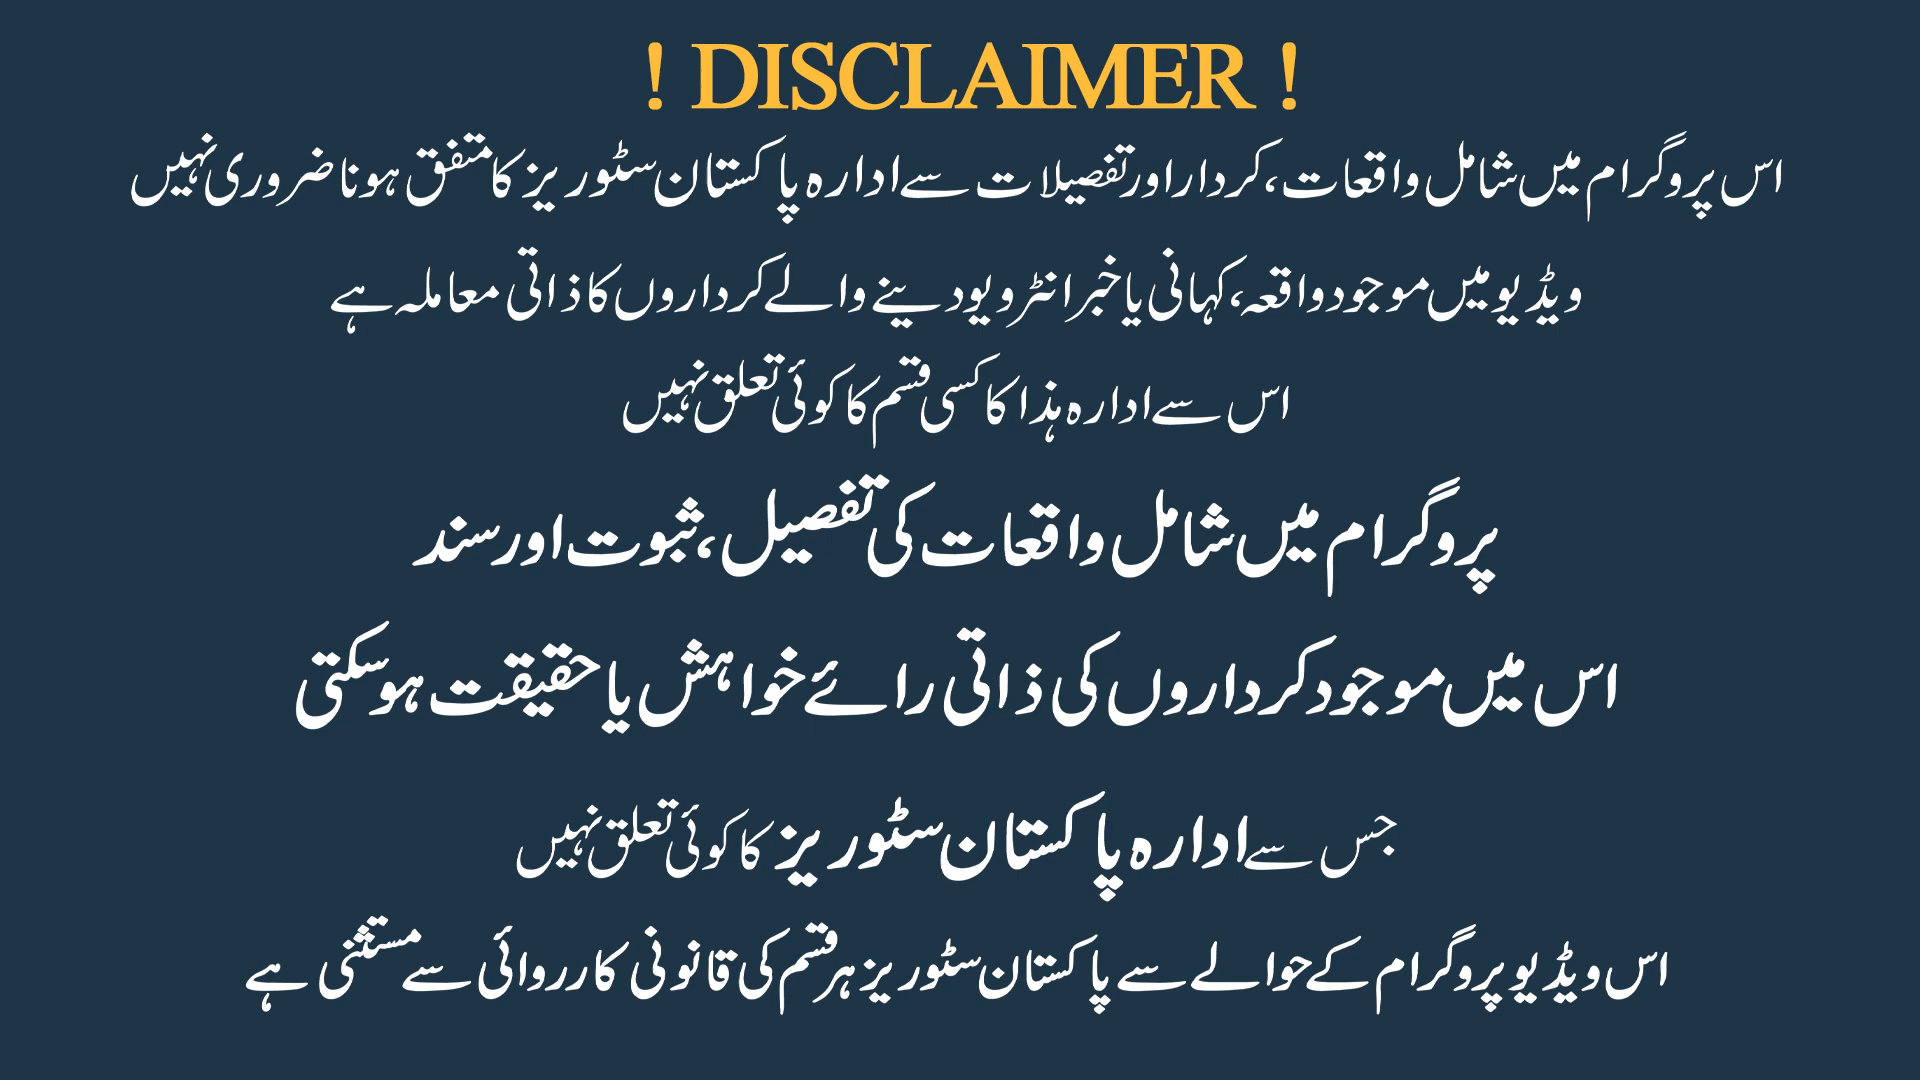 ! DISCLAIMER !
اس پروگرام میں شامل واقعات، کردار اور تفصیلات سے ادارہ پاکستان سٹوریز کا متفق ہونا ضروری نہیں
ویڈیو میں موجود واقعہ، کہانی یا خبر انٹرویو دینے والے کرداروں کا ذاتی معاملہ ہے
اس سے ادارہ ہذا کا کسی قسم کا کوئی تعلق نہیں
پروگرام میں شامل واقعات کی تفصیل، ثبوت اور سند
اس میں موجود کرداروں کی ذاتی رائے خواہش یا حقیقت ہوسکتی
جس سے ادارہ پاکستان سٹوریز کا کوئی تعلق نہیں
اس ویڈیو پروگرام کے حوالے سے پاکستان سٹوریز ہر قسم کی قانونی کارروائی سے مستثنی ہے